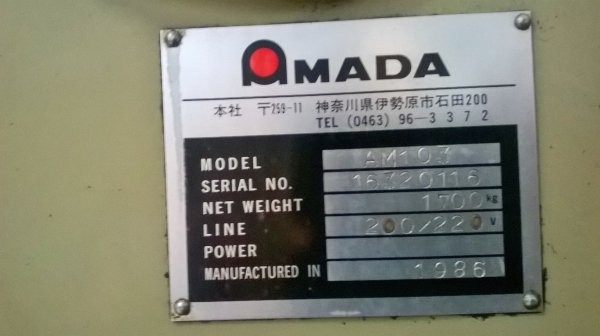 AMADA
本社 〒259-11 神奈川県伊勢原市石田200
TEL (0463) 96-3372
MODEL AM103
SERIAL NO. 16320116
NET WEIGHT 1700 kg
LINE 200/220 V
POWER
MANUFACTURED IN 1986